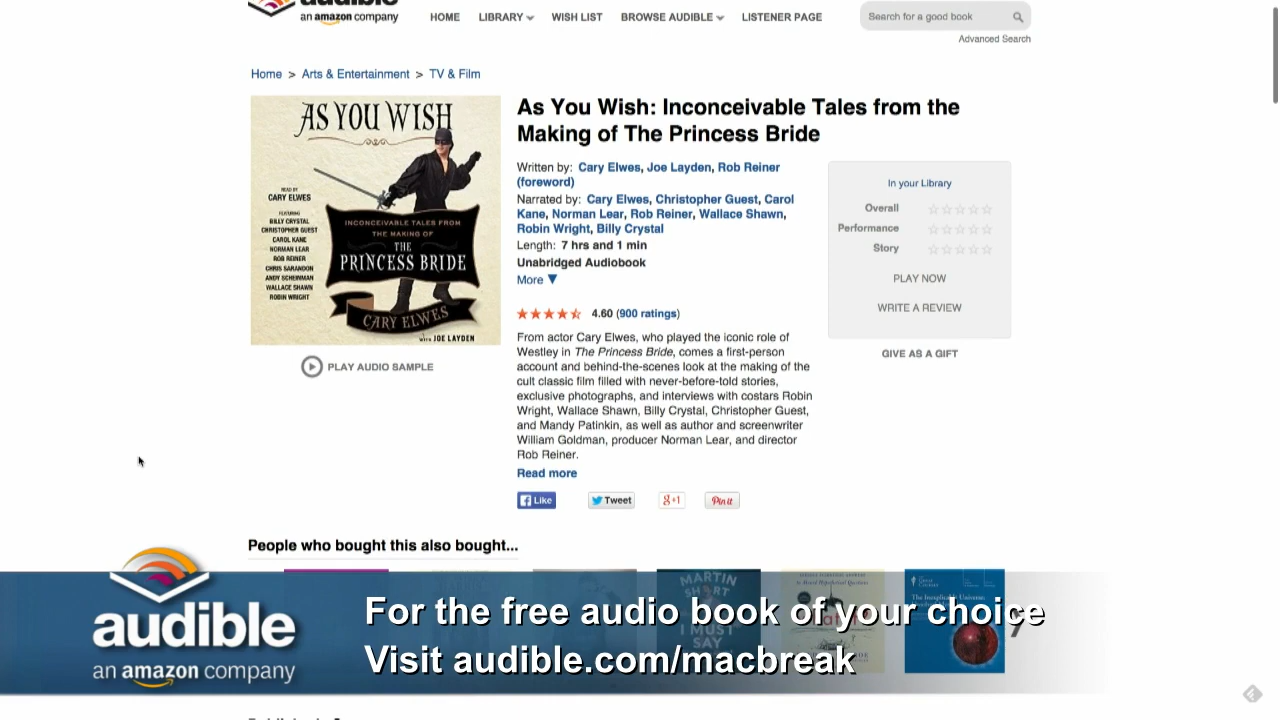 audible
an amazon company
HOME
LIBRARY
WISH LIST
BROWSE AUDIBLE
LISTENER PAGE
Search for a good book
Advanced Search
Home > Arts & Entertainment > TV & Film
AS YOU WISH
READ BY
CARY ELWES
FEATURING
BILLY CRYSTAL
CHRISTOPHER GUEST
CAROL KANE
NORMAN LEAR
ROB REINER
CHRIS SARANDON
ANDY SCHEINMAN
WALLACE SHAWN
ROBIN WRIGHT
INCONCEIVABLE TALES FROM
THE MAKING OF
THE
PRINCESS BRIDE
CARY ELWES
WITH JOE LAYDEN
PLAY AUDIO SAMPLE
As You Wish: Inconceivable Tales from the
Making of The Princess Bride
Written by: Cary Elwes, Joe Layden, Rob Reiner
(foreword)
Narrated by: Cary Elwes, Christopher Guest, Carol
Kane, Norman Lear, Rob Reiner, Wallace Shawn,
Robin Wright, Billy Crystal
Length: 7 hrs and 1 min
Unabridged Audiobook
More
4.60 (900 ratings)
From actor Cary Elwes, who played the iconic role of
Westley in The Princess Bride, comes a first-person
account and behind-the-scenes look at the making of the
cult classic film filled with never-before-told stories,
exclusive photographs, and interviews with costars Robin
Wright, Wallace Shawn, Billy Crystal, Christopher Guest,
and Mandy Patinkin, as well as author and screenwriter
William Goldman, producer Norman Lear, and director
Rob Reiner.
Read more
Like
Tweet
g+1
Pin it
In your Library
Overall
Performance
Story
PLAY NOW
WRITE A REVIEW
GIVE AS A GIFT
People who bought this also bought...
MARTIN
SHORT
I MUST
SAY
audible
an amazon company
For the free audio book of your choice
Visit audible.com/macbreak